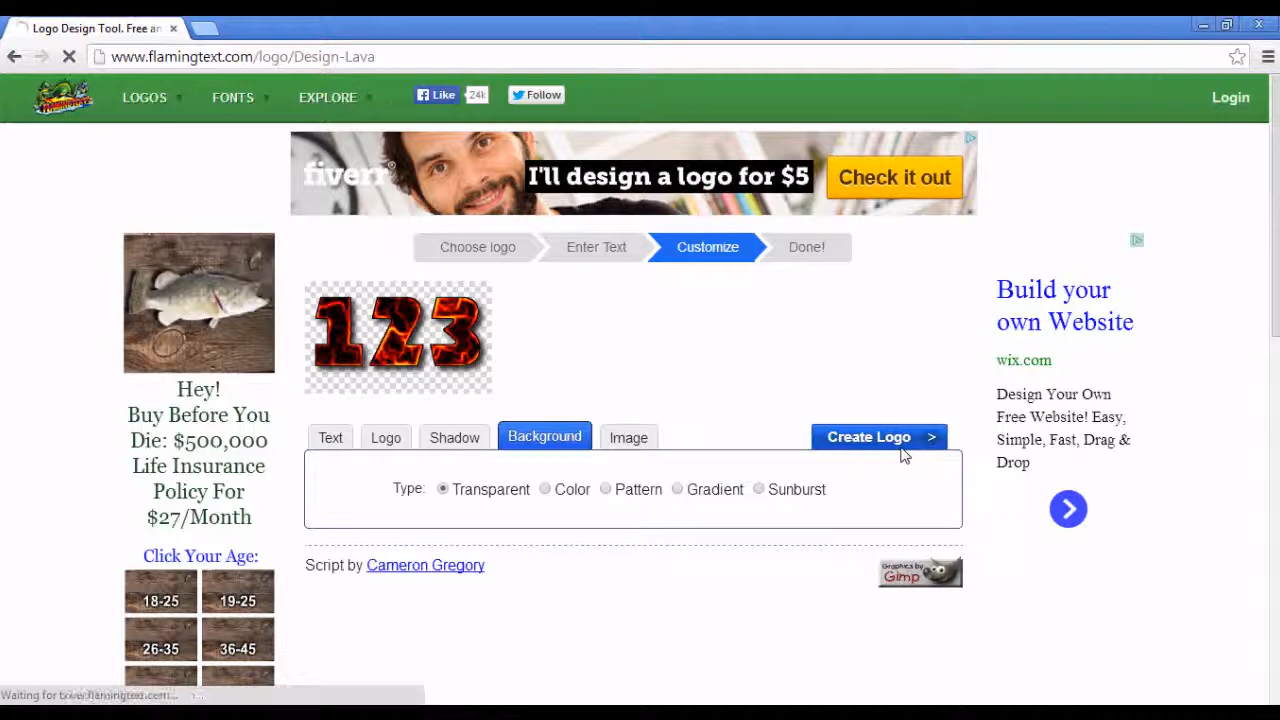 Logo Design Tool. Free an
www.flamingtext.com/logo/Design-Lava
LOGOS
FONTS
EXPLORE
Like
24k
Follow
Login
fiverr
I'll design a logo for $5
Check it out
Choose logo
Enter Text
Customize
Done!
123
Text
Logo
Shadow
Background
Image
Create Logo >
Type: Transparent Color Pattern Gradient Sunburst
Script by Cameron Gregory
Graphics by
Gimp
Hey!
Buy Before You
Die: $500,000
Life Insurance
Policy For
$27/Month
Click Your Age:
18-25
19-25
26-35
36-45
Build your
own Website
wix.com
Design Your Own
Free Website! Easy,
Simple, Fast, Drag &
Drop
Waiting for